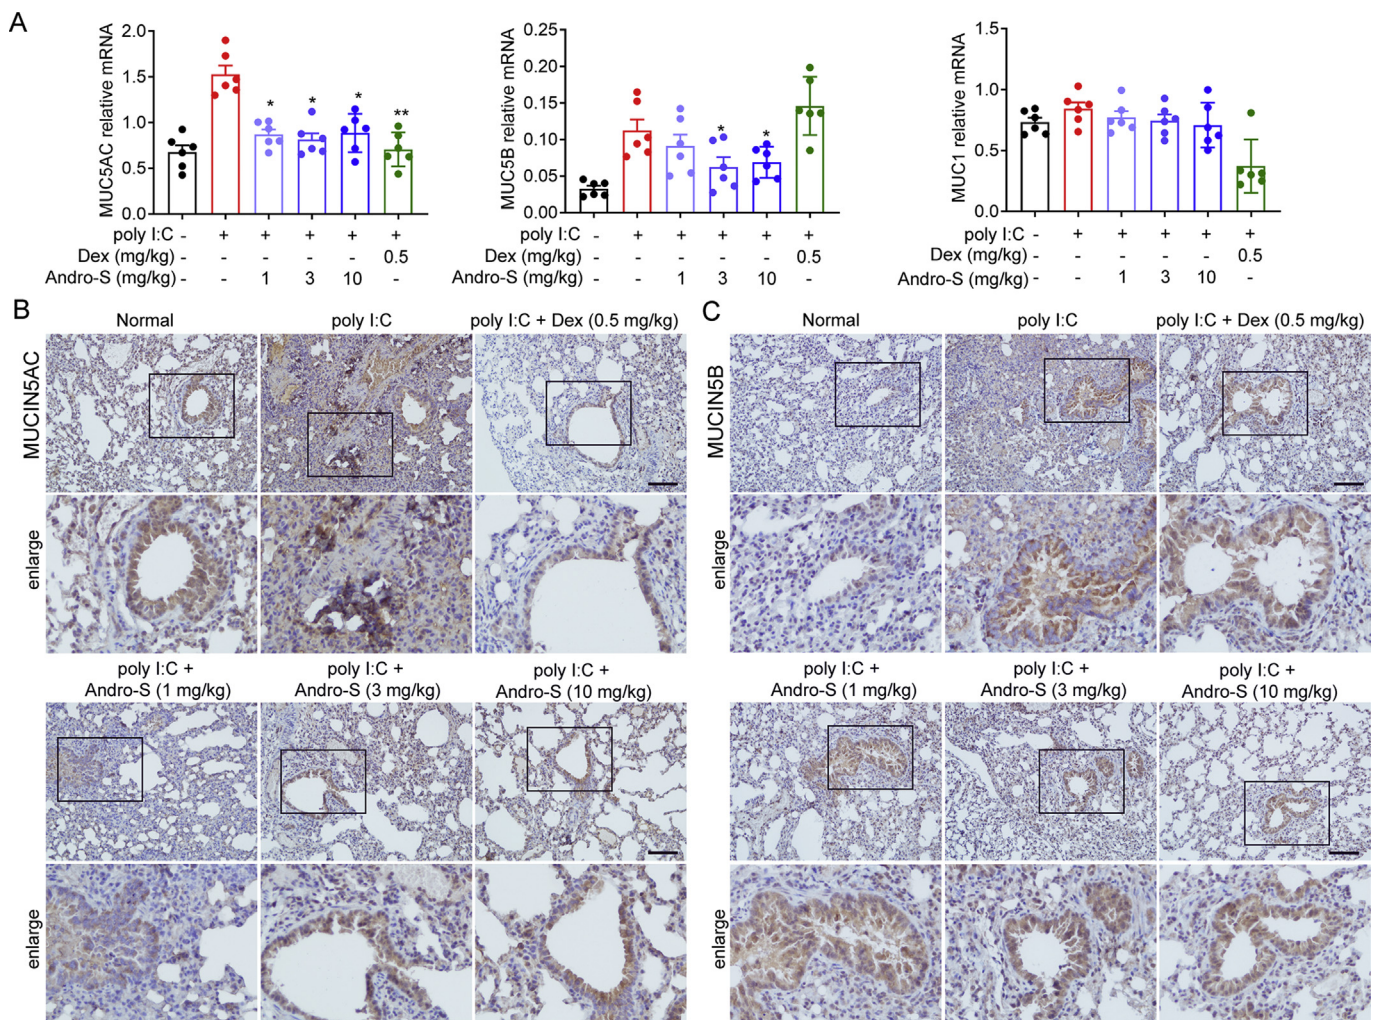 A
MUC5AC relative mRNA
2.0
1.5
1.0
0.5
0.0
* * * **
poly I:C - + + + + +
Dex (mg/kg) - - - - - 0.5
Andro-S (mg/kg) - - 1 3 10 -
MUC5B relative mRNA
0.25
0.20
0.15
0.10
0.05
0.00
* *
poly I:C - + + + + +
Dex (mg/kg) - - - - - 0.5
Andro-S (mg/kg) - - 1 3 10 -
MUC1 relative mRNA
1.5
1.0
0.5
0.0
poly I:C - + + + + +
Dex (mg/kg) - - - - - 0.5
Andro-S (mg/kg) - - 1 3 10 -
B
Normal
poly I:C
poly I:C + Dex (0.5 mg/kg)
MUCIN5AC
enlarge
poly I:C +
Andro-S (1 mg/kg)
poly I:C +
Andro-S (3 mg/kg)
poly I:C +
Andro-S (10 mg/kg)
enlarge
C
Normal
poly I:C
poly I:C + Dex (0.5 mg/kg)
MUCIN5B
enlarge
poly I:C +
Andro-S (1 mg/kg)
poly I:C +
Andro-S (3 mg/kg)
poly I:C +
Andro-S (10 mg/kg)
enlarge